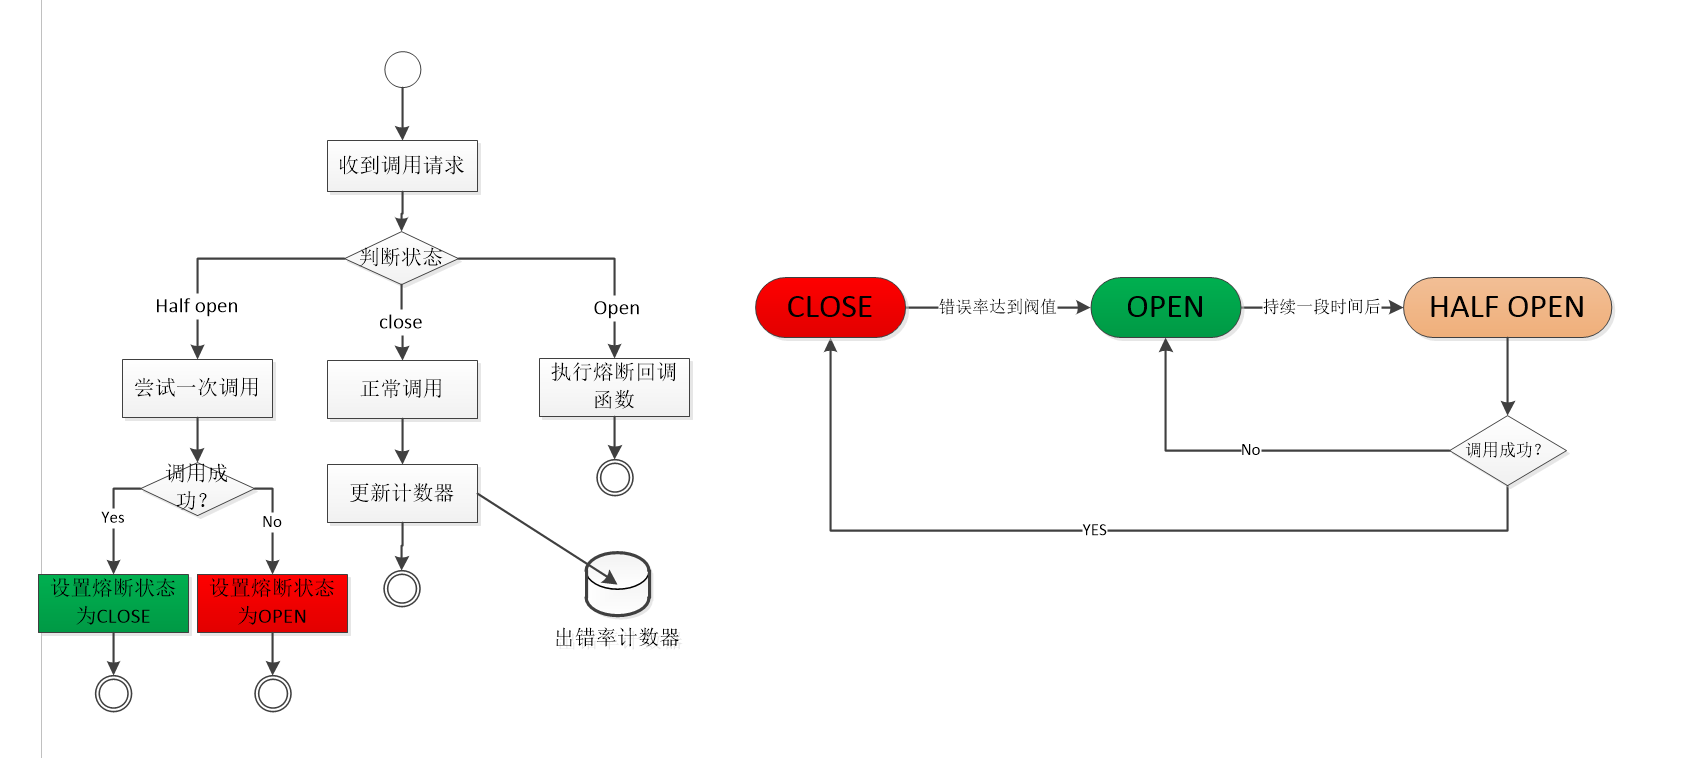 收到调用请求
判断状态
Half open
close
Open
尝试一次调用
正常调用
执行熔断回调
函数
调用成
功?
更新计数器
Yes
No
设置熔断状态
为CLOSE
设置熔断状态
为OPEN
出错率计数器
CLOSE
错误率达到阀值
OPEN
持续一段时间后
HALF OPEN
调用成功?
No
YES